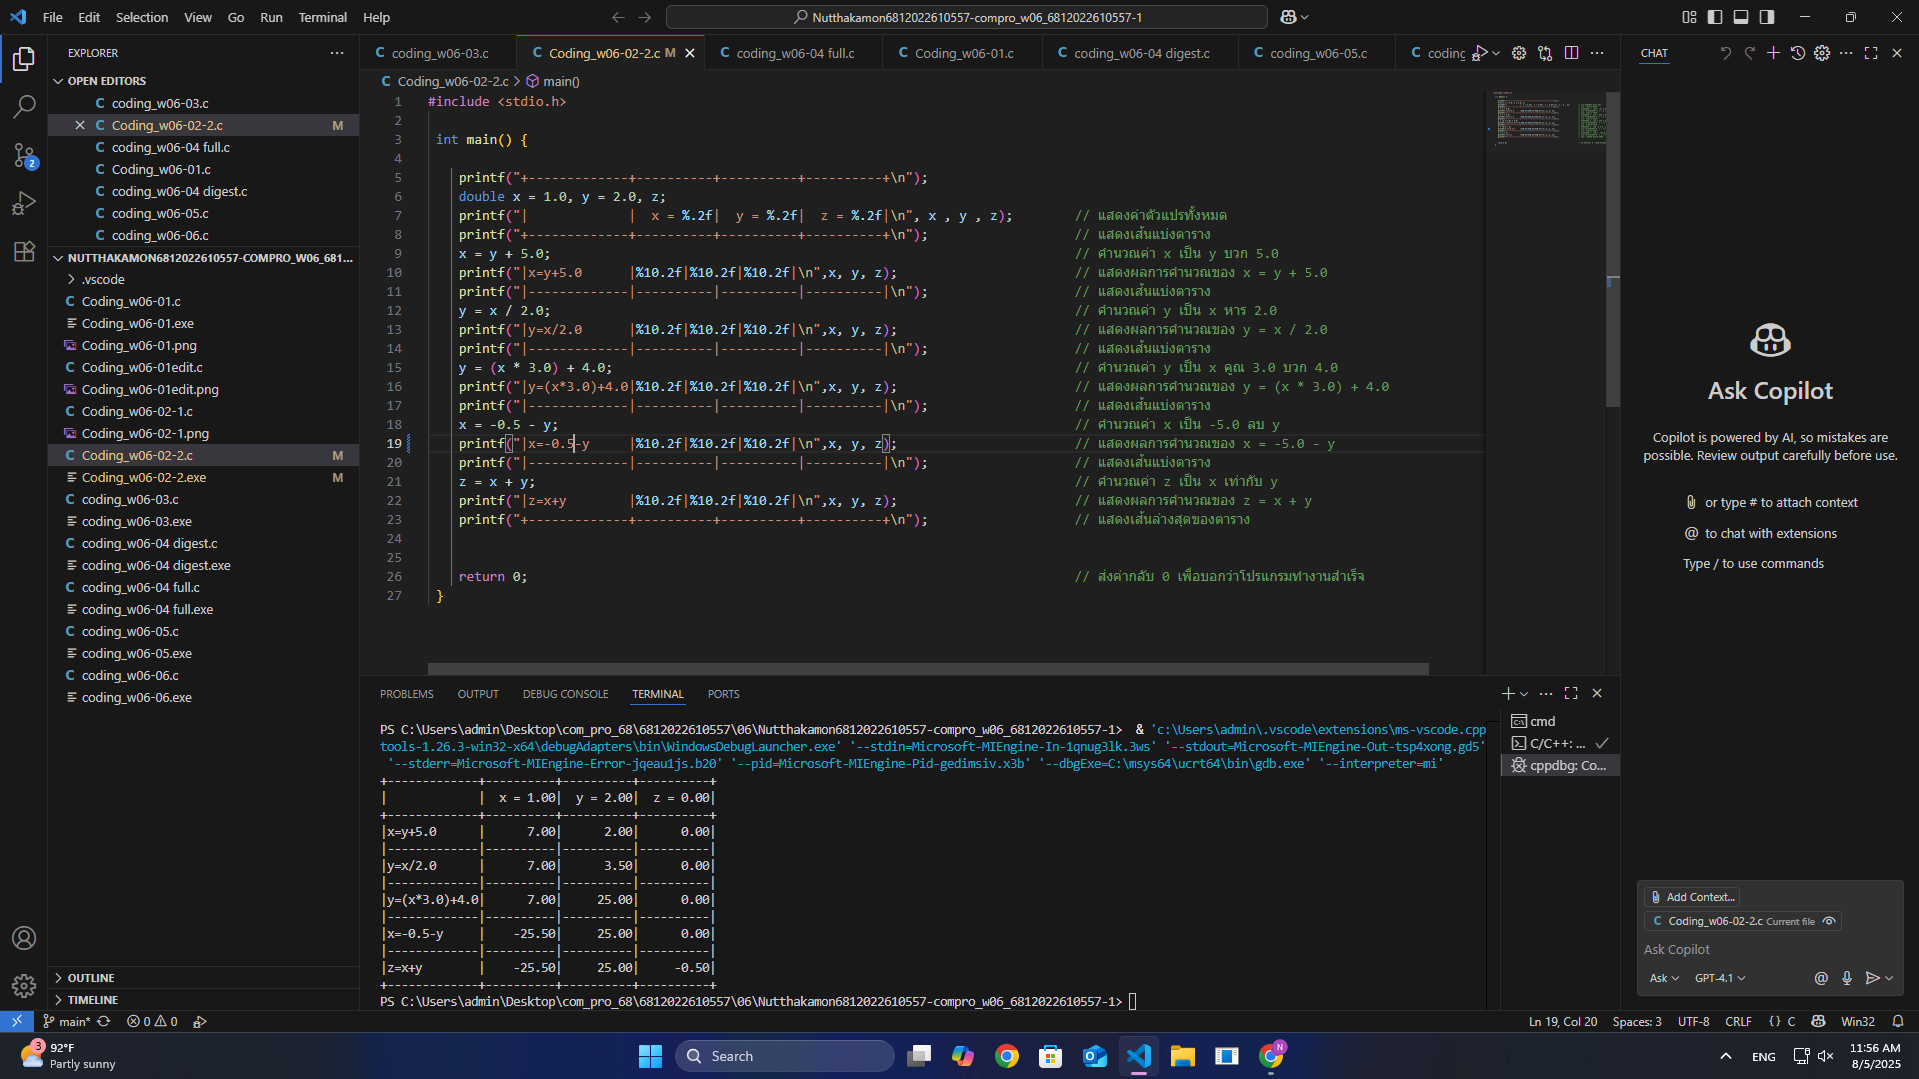 File Edit Selection View Go Run Terminal Help
Nutthakamon6812022610557-compro_w06_6812022610557-1
EXPLORER
OPEN EDITORS
coding_w06-03.c
Coding_w06-02-2.c M
coding_w06-04 full.c
Coding_w06-01.c
coding_w06-04 digest.c
coding_w06-05.c
coding_w06-06.c
NUTTHAKAMON6812022610557-COMPRO_W06_681...
.vscode
Coding_w06-01.c
Coding_w06-01.exe
Coding_w06-01.png
Coding_w06-01edit.c
Coding_w06-01edit.png
Coding_w06-02-1.c
Coding_w06-02-1.png
Coding_w06-02-2.c M
Coding_w06-02-2.exe M
coding_w06-03.c
coding_w06-03.exe
coding_w06-04 digest.c
coding_w06-04 digest.exe
coding_w06-04 full.c
coding_w06-04 full.exe
coding_w06-05.c
coding_w06-05.exe
coding_w06-06.c
coding_w06-06.exe
OUTLINE
TIMELINE
coding_w06-03.c Coding_w06-02-2.c M coding_w06-04 full.c Coding_w06-01.c coding_w06-04 digest.c coding_w06-05.c coding
Coding_w06-02-2.c > main()
1 #include <stdio.h>
2
3 int main() {
4
5 printf("+-------------+----------+----------+----------+\n");
6 double x = 1.0, y = 2.0, z;
7 printf("|             |  x = %.2f|  y = %.2f|  z = %.2f|\n", x , y , z); // แสดงค่าตัวแปรทั้งหมด
8 printf("+-------------+----------+----------+----------+\n"); // แสดงเส้นแบ่งตาราง
9 x = y + 5.0; // คำนวณค่า x เป็น y บวก 5.0
10 printf("|x=y+5.0      |%10.2f|%10.2f|%10.2f|\n",x, y, z); // แสดงผลการคำนวณของ x = y + 5.0
11 printf("|-------------|----------|----------|----------|\n"); // แสดงเส้นแบ่งตาราง
12 y = x / 2.0; // คำนวณค่า y เป็น x หาร 2.0
13 printf("|y=x/2.0      |%10.2f|%10.2f|%10.2f|\n",x, y, z); // แสดงผลการคำนวณของ y = x / 2.0
14 printf("|-------------|----------|----------|----------|\n"); // แสดงเส้นแบ่งตาราง
15 y = (x * 3.0) + 4.0; // คำนวณค่า y เป็น x คูณ 3.0 บวก 4.0
16 printf("|y=(x*3.0)+4.0|%10.2f|%10.2f|%10.2f|\n",x, y, z); // แสดงผลการคำนวณของ y = (x * 3.0) + 4.0
17 printf("|-------------|----------|----------|----------|\n"); // แสดงเส้นแบ่งตาราง
18 x = -0.5 - y; // คำนวณค่า x เป็น -5.0 ลบ y
19 printf("|x=-0.5-y     |%10.2f|%10.2f|%10.2f|\n",x, y, z); // แสดงผลการคำนวณของ x = -5.0 - y
20 printf("|-------------|----------|----------|----------|\n"); // แสดงเส้นแบ่งตาราง
21 z = x + y; // คำนวณค่า z เป็น x เท่ากับ y
22 printf("|z=x+y        |%10.2f|%10.2f|%10.2f|\n",x, y, z); // แสดงผลการคำนวณของ z = x + y
23 printf("+-------------+----------+----------+----------+\n"); // แสดงเส้นล่างสุดของตาราง
24
25
26 return 0; // ส่งค่ากลับ 0 เพื่อบอกว่าโปรแกรมทำงานสำเร็จ
27 }
PROBLEMS OUTPUT DEBUG CONSOLE TERMINAL PORTS
PS C:\Users\admin\Desktop\com_pro_68\6812022610557\06\Nutthakamon6812022610557-compro_w06_6812022610557-1>  & 'c:\Users\admin\.vscode\extensions\ms-vscode.cpp
tools-1.26.3-win32-x64\debugAdapters\bin\WindowsDebugLauncher.exe' '--stdin=Microsoft-MIEngine-In-1qnug3lk.3ws' '--stdout=Microsoft-MIEngine-Out-tsp4xong.gd5'
'--stderr=Microsoft-MIEngine-Error-jqeau1js.b20' '--pid=Microsoft-MIEngine-Pid-gedimsiv.x3b' '--dbgExe=C:\msys64\ucrt64\bin\gdb.exe' '--interpreter=mi'
+-------------+----------+----------+----------+
|             |  x = 1.00|  y = 2.00|  z = 0.00|
+-------------+----------+----------+----------+
|x=y+5.0      |      7.00|      2.00|      0.00|
|-------------|----------|----------|----------|
|y=x/2.0      |      7.00|      3.50|      0.00|
|-------------|----------|----------|----------|
|y=(x*3.0)+4.0|      7.00|     25.00|      0.00|
|-------------|----------|----------|----------|
|x=-0.5-y     |    -25.50|     25.00|      0.00|
|-------------|----------|----------|----------|
|z=x+y        |    -25.50|     25.00|     -0.50|
+-------------+----------+----------+----------+
PS C:\Users\admin\Desktop\com_pro_68\6812022610557\06\Nutthakamon6812022610557-compro_w06_6812022610557-1>
cmd
C/C++: ...
cppdbg: Co...
CHAT
Ask Copilot
Copilot is powered by AI, so mistakes are
possible. Review output carefully before use.
or type # to attach context
@ to chat with extensions
Type / to use commands
Add Context...
Coding_w06-02-2.c Current file
Ask Copilot
Ask GPT-4.1
2
main* 0 0
Ln 19, Col 20 Spaces: 3 UTF-8 CRLF {} C Win32
3
92°F
Partly sunny
Search
N
ENG
11:56 AM
8/5/2025